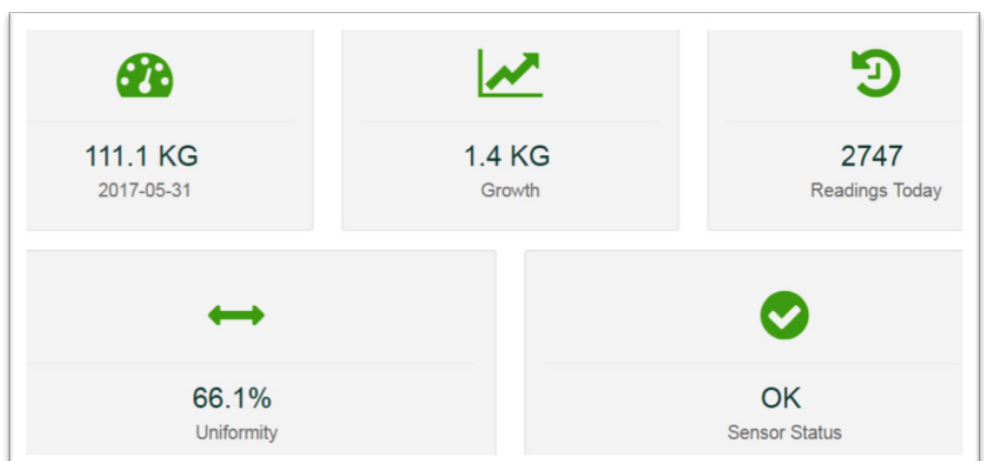 111.1 KG
2017-05-31
1.4 KG
Growth
2747
Readings Today
66.1%
Uniformity
OK
Sensor Status